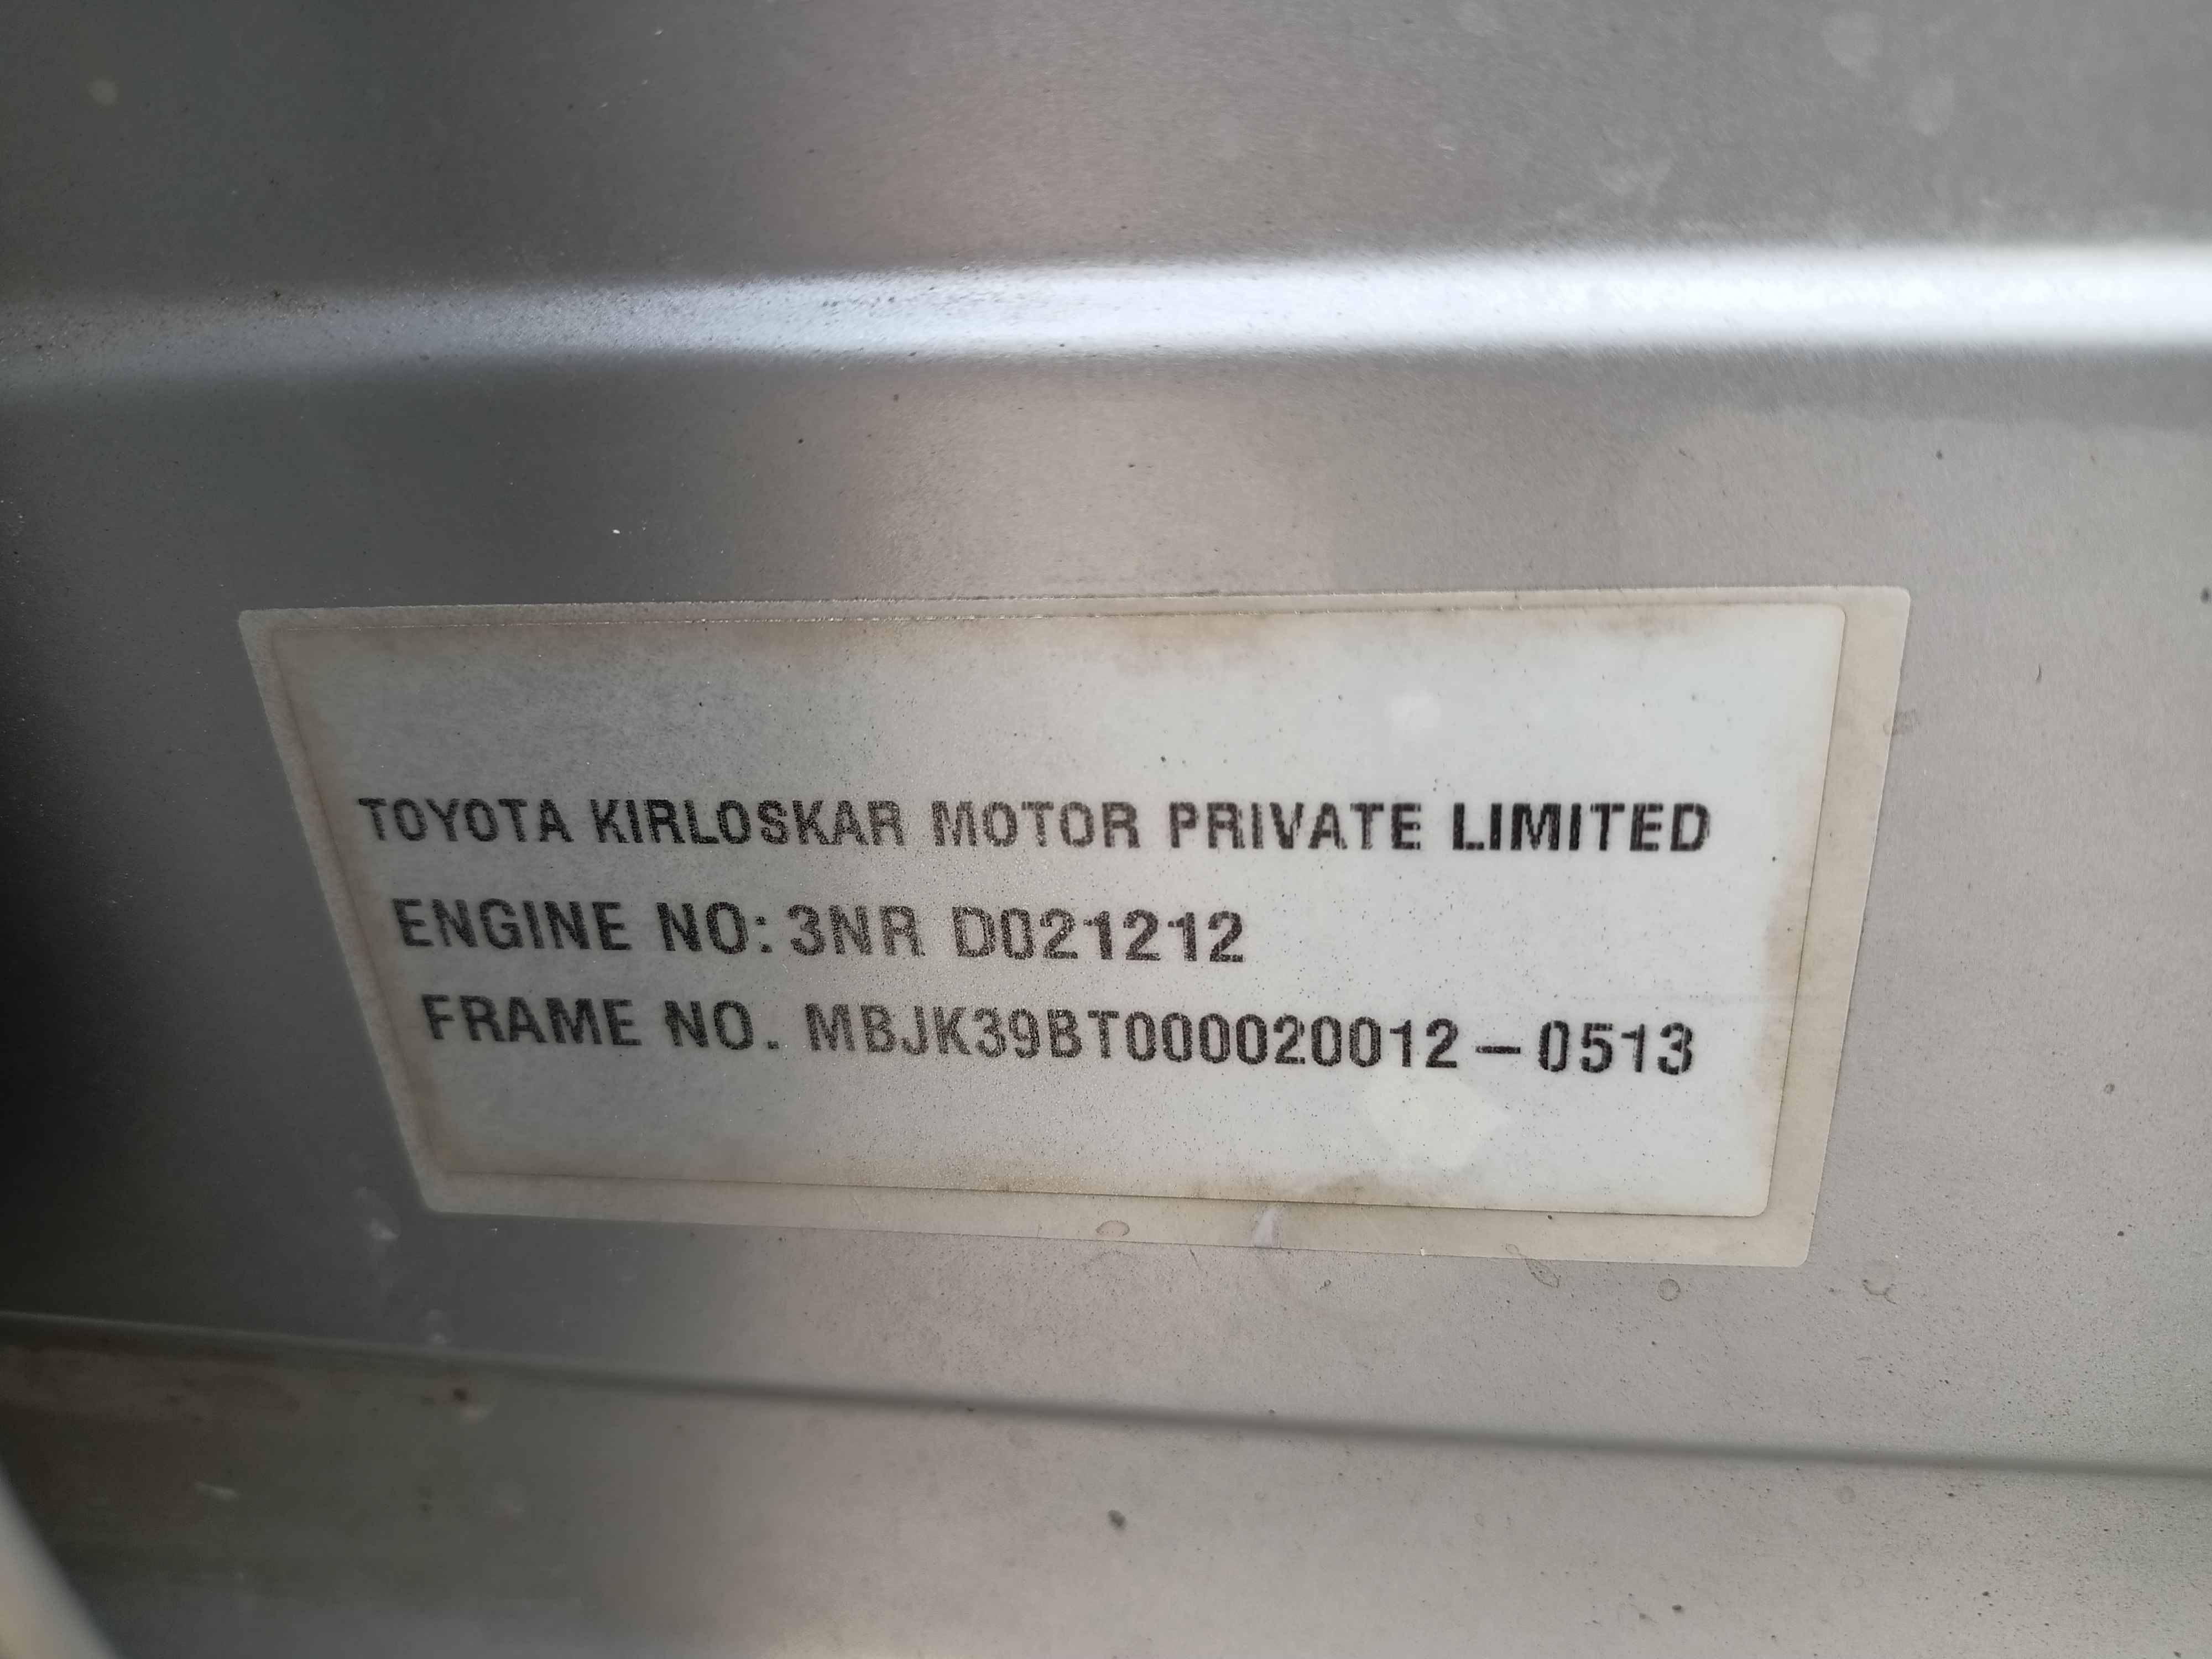 TOYOTA KIRLOSKAR MOTOR PRIVATE LIMITED
ENGINE NO: 3NR D021212
FRAME NO. MBJK39BT000020012-0513